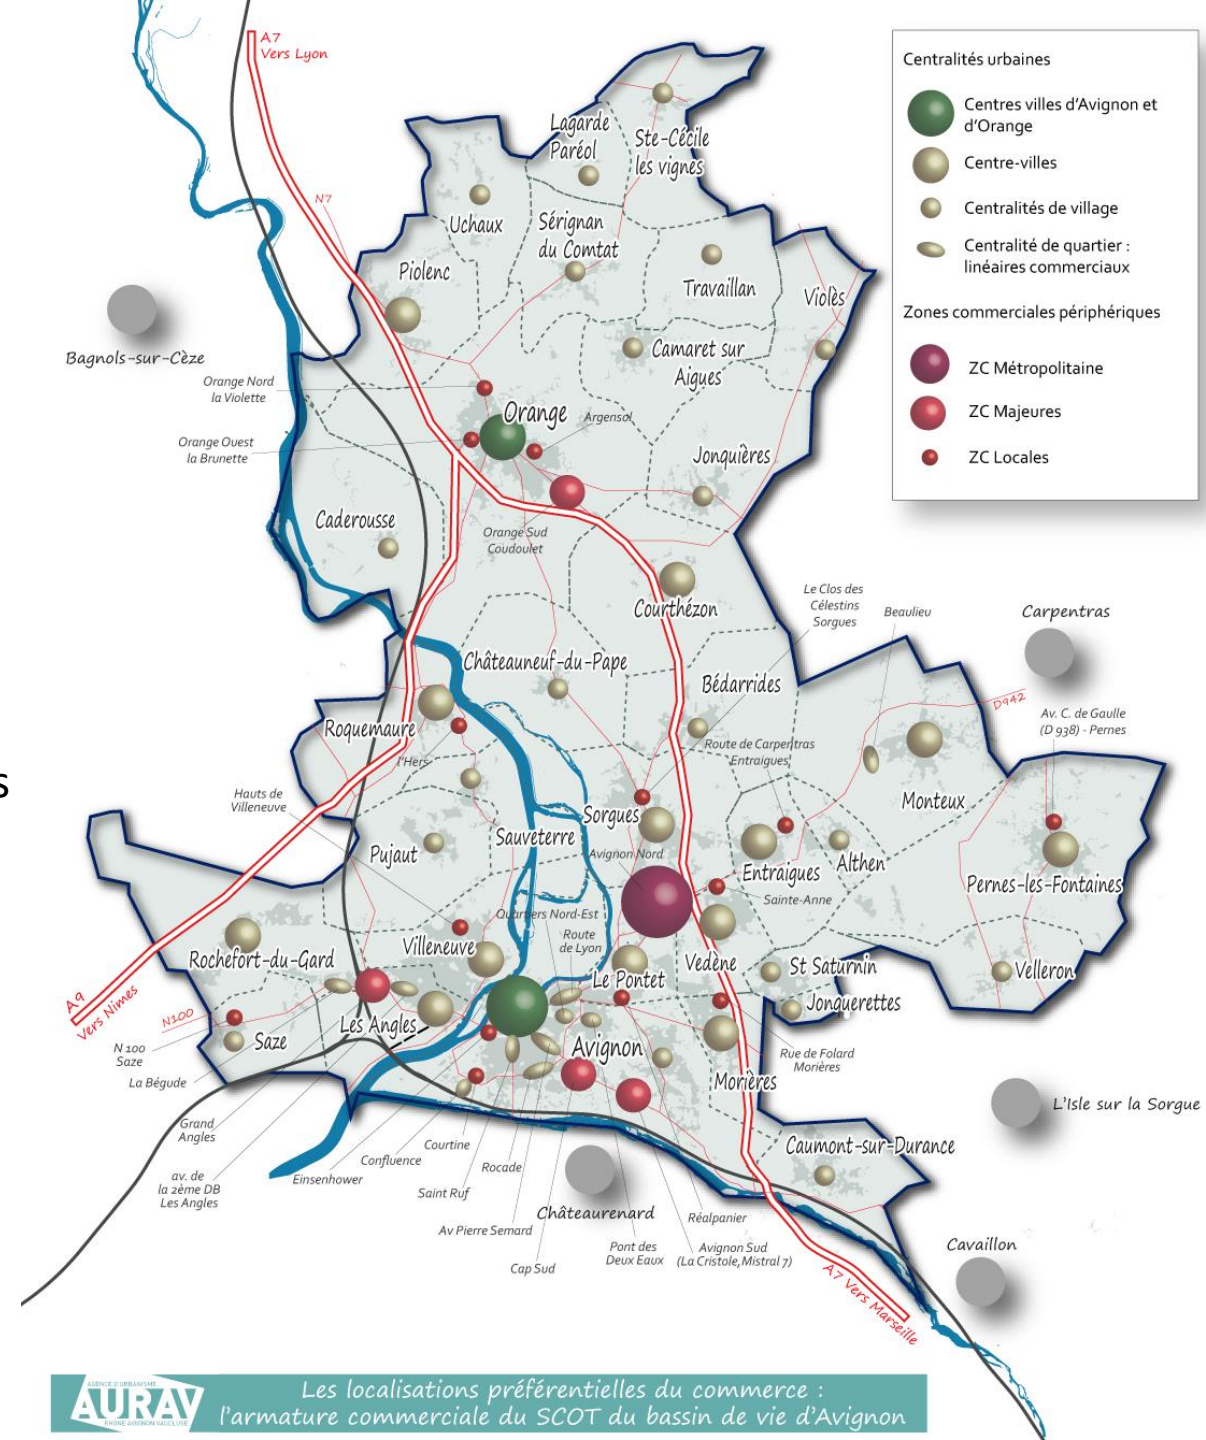 A7
Vers Lyon
N7
Centralités urbaines
Centres villes d'Avignon et
d'Orange
Centre-villes
Centralités de village
Centralité de quartier :
linéaires commerciaux
Zones commerciales périphériques
ZC Métropolitaine
ZC Majeures
ZC Locales
Lagarde
Paréol
Ste-Cécile
les vignes
Uchaux
Sérignan
du Comtat
Piolenc
Travaillan
Violès
Bagnols-sur-Cèze
Camaret sur
Aigues
Orange Nord
la Violette
Orange
Argensol
Orange Ouest
la Brunette
Jonquières
Caderousse
Orange Sud
Coudoulet
Courthézon
Le Clos des
Célestins
Sorgues
Beaulieu
Carpentras
Châteauneuf-du-Pape
Bédarrides
D942
Av. C. de Gaulle
(D 938) - Pernes
Roquemaure
l'Hers
Route de Carpentras
Entraigues
s
Hauts de
Villeneuve
Monteux
Sorgues
Sauveterre
Pujaut
Avignon Nord
Entraigues
Althen
Pernes-les-Fontaines
Sainte-Anne
Quartiers Nord-Est
Route
de Lyon
Villeneuve
Rochefort-du-Gard
Le Pontet
Vedène
St Saturnin
Velleron
Jonquerettes
A9
Vers Nimes
N100
Les Angles
Saze
Avignon
N 100
Saze
La Bégude
Rue de Folard
Morières
Morières
L'Isle sur la Sorgue
Grand
Angles
Courtine
Caumont-sur-Durance
Confluence
Rocade
av. de
la 2ème DB
Les Angles
Einsenhower
Saint Ruf
Châteaurenard
Réalpanier
Av Pierre Semard
Pont des
Deux Eaux
Avignon Sud
(La Cristole, Mistral 7)
Cavaillon
Cap Sud
A7 Vers Marseille
AGENCE D'URBANISME
AURAV
RHÔNE AVIGNON VAUCLUSE
Les localisations préférentielles du commerce :
l'armature commerciale du SCOT du bassin de vie d'Avignon